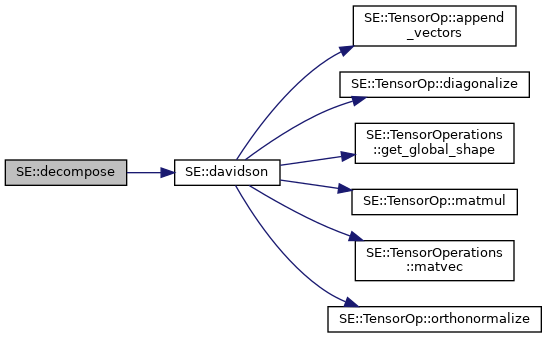 SE::decompose
SE::davidson
SE::TensorOp::append
_vectors
SE::TensorOp::diagonalize
SE::TensorOperations
::get_global_shape
SE::TensorOp::matmul
SE::TensorOperations
::matvec
SE::TensorOp::orthonormalize